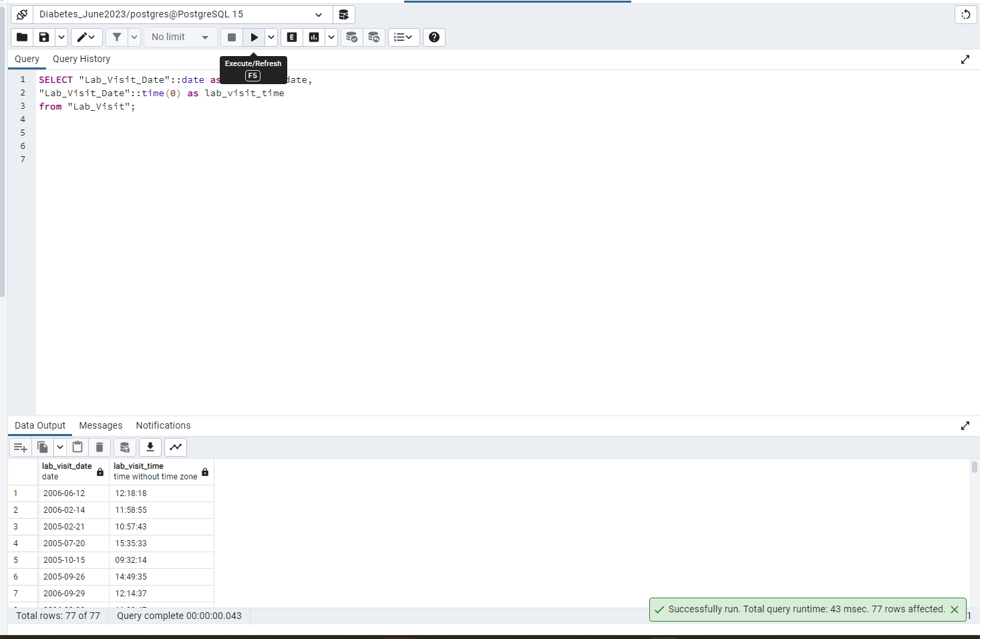 Diabetes_June2023/postgres@PostgreSQL 15
No limit
E
Query Query History
Execute/Refresh
F5
1 SELECT "Lab_Visit_Date"::date as date,
2 "Lab_Visit_Date"::time(0) as lab_visit_time
3 from "Lab_Visit";
4
5
6
7
Data Output Messages Notifications
lab_visit_date lab_visit_time
date time without time zone
1 2006-06-12 12:18:18
2 2006-02-14 11:58:55
3 2005-02-21 10:57:43
4 2005-07-20 15:35:33
5 2005-10-15 09:32:14
6 2005-09-26 14:49:35
7 2006-09-29 12:14:37
Successfully run. Total query runtime: 43 msec. 77 rows affected.
Total rows: 77 of 77 Query complete 00:00:00.043 1